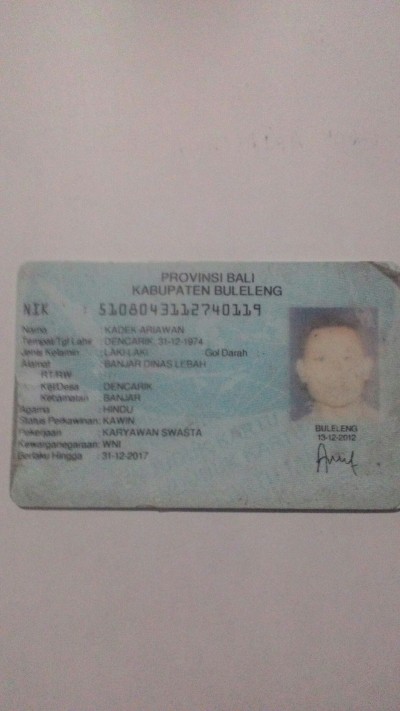 PROVINSI BALI
KABUPATEN BULELENG
NIK : 5108043112740119
Nama : KADEK ARIAWAN
Tempat/Tgl Lahir : DENCARIK, 31-12-1974
Jenis Kelamin : LAKI-LAKI Gol Darah
Alamat : BANJAR DINAS LEBAH
RT/RW
Kel/Desa : DENCARIK
Kecamatan : BANJAR
Agama : HINDU
Status Perkawinan: KAWIN
Pekerjaan : KARYAWAN SWASTA
Kewarganegaraan: WNI
Berlaku Hingga : 31-12-2017
BULELENG
13-12-2012